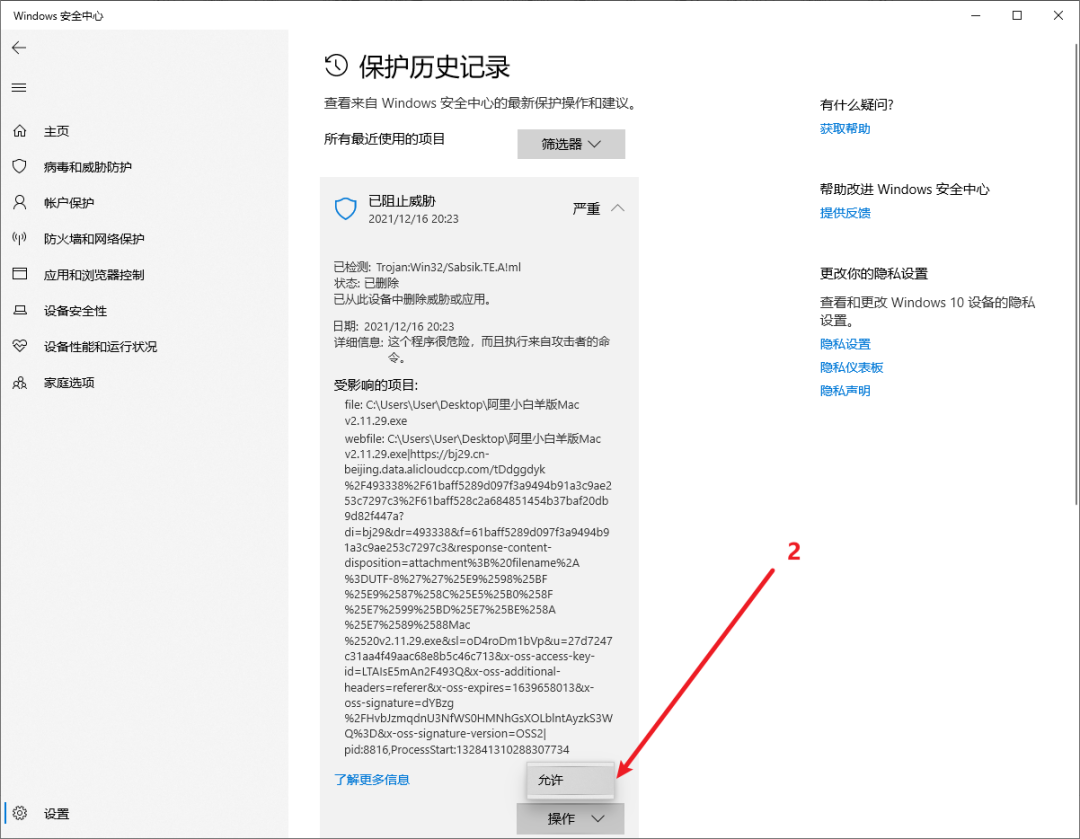 Windows 安全中心
主页
病毒和威胁防护
帐户保护
防火墙和网络保护
应用和浏览器控制
设备安全性
设备性能和运行状况
家庭选项
设置
保护历史记录
查看来自 Windows 安全中心的最新保护操作和建议。
所有最近使用的项目
筛选器
已阻止威胁
2021/12/16 20:23
严重
已检测: Trojan:Win32/Sabsik.TE.A!ml
状态: 已删除
已从此设备中删除威胁或应用。
日期: 2021/12/16 20:23
详细信息: 这个程序很危险，而且执行来自攻击者的命
令。
受影响的项目:
file: C:\Users\User\Desktop\阿里小白羊版Mac
v2.11.29.exe
webfile: C:\Users\User\Desktop\阿里小白羊版Mac
v2.11.29.exe|https://bj29.cn-
beijing.data.alicloudccp.com/tDdggdyk
%2F493338%2F61baff5289d097f3a9494b91a3c9ae2
53c7297c3%2F61baff528c2a684851454b37baf20db
9d82f447a?
di=bj29&dr=493338&f=61baff5289d097f3a9494b9
1a3c9ae253c7297c3&response-content-
disposition=attachment%3B%20filename%2A
%3DUTF-8%27%27%25E9%2598%25BF
%25E9%2587%258C%25E5%25B0%258F
%25E7%2599%25BD%25E7%25BE%258A
%25E7%2589%2588Mac
%2520v2.11.29.exe&sl=oD4roDm1bVp&u=27d7247
c31aa4f49aac68e8b5c46c713&x-oss-access-key-
id=LTAIsE5mAn2F493Q&x-oss-additional-
headers=referer&x-oss-expires=1639658013&x-
oss-signature=dYBzg
%2FHvbJzmqdnU3NfWS0HMNhGsXOLblntAyzkS3W
Q%3D&x-oss-signature-version=OSS2|
pid:8816,ProcessStart:132841310288307734
了解更多信息
允许
操作
2
有什么疑问?
获取帮助
帮助改进 Windows 安全中心
提供反馈
更改你的隐私设置
查看和更改 Windows 10 设备的隐私
设置。
隐私设置
隐私仪表板
隐私声明